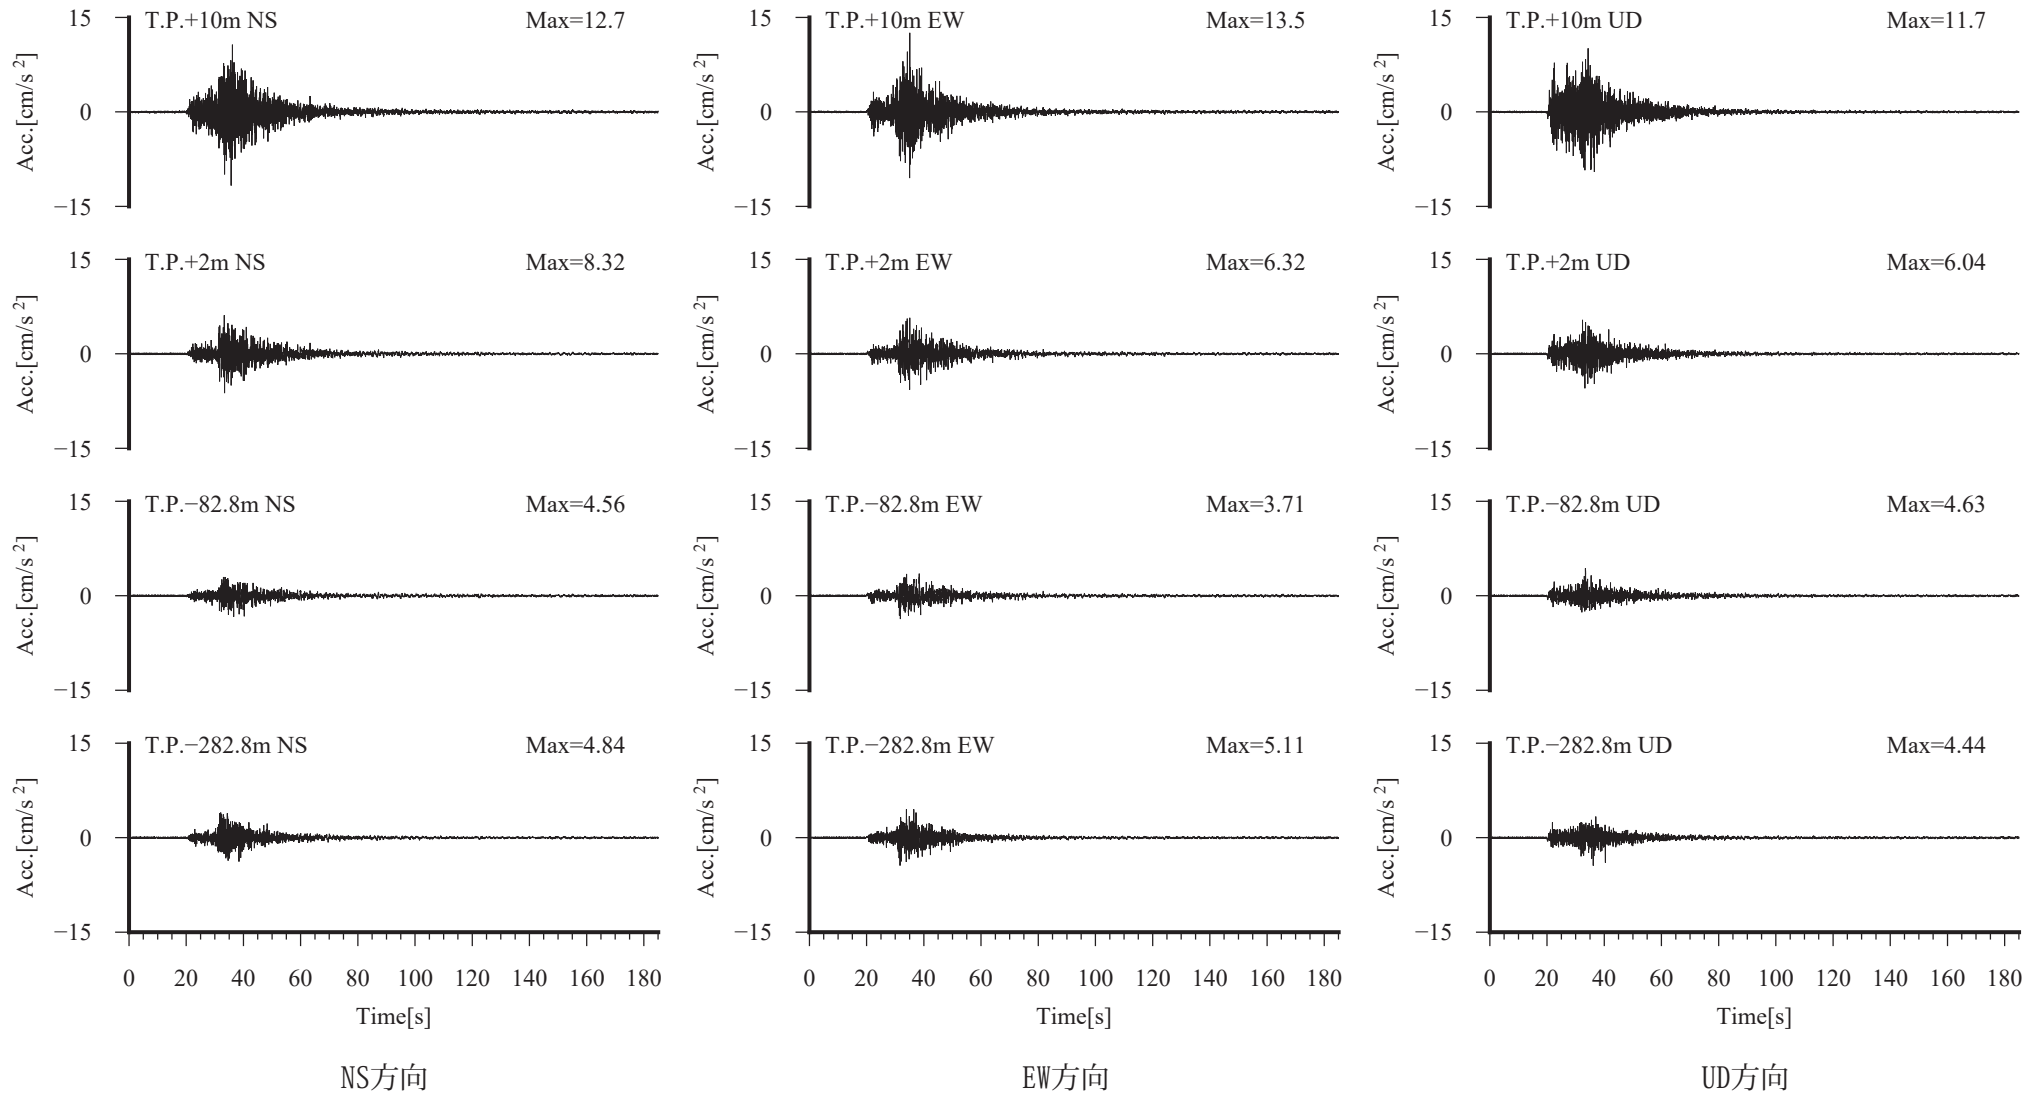 T.P.+10m NS Max=12.7
15
0
−15
Acc.[cm/s ²]
T.P.+10m EW Max=13.5
15
0
−15
Acc.[cm/s ²]
T.P.+10m UD Max=11.7
15
0
−15
Acc.[cm/s ²]
T.P.+2m NS Max=8.32
15
0
−15
Acc.[cm/s ²]
T.P.+2m EW Max=6.32
15
0
−15
Acc.[cm/s ²]
T.P.+2m UD Max=6.04
15
0
−15
Acc.[cm/s ²]
T.P.−82.8m NS Max=4.56
15
0
−15
Acc.[cm/s ²]
T.P.−82.8m EW Max=3.71
15
0
−15
Acc.[cm/s ²]
T.P.−82.8m UD Max=4.63
15
0
−15
Acc.[cm/s ²]
T.P.−282.8m NS Max=4.84
15
0
−15
Acc.[cm/s ²]
T.P.−282.8m EW Max=5.11
15
0
−15
Acc.[cm/s ²]
T.P.−282.8m UD Max=4.44
15
0
−15
Acc.[cm/s ²]
0 20 40 60 80 100 120 140 160 180
0 20 40 60 80 100 120 140 160 180
0 20 40 60 80 100 120 140 160 180
Time[s]
Time[s]
Time[s]
NS方向
EW方向
UD方向